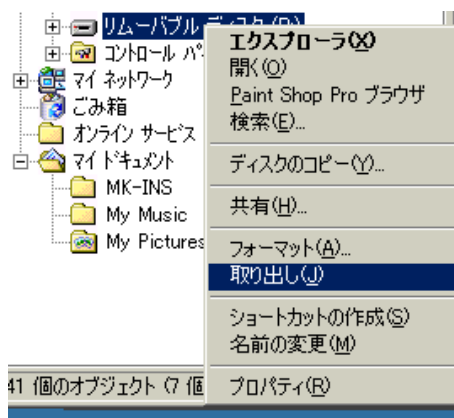 リムーバブル ディスク (D)
コントロール パ
マイ ネットワーク
ごみ箱
オンライン サービス
マイ ドキュメント
MK-INS
My Music
My Pictures
41 個のオブジェクト (7 個
エクスプローラ(X)
開く(O)
Paint Shop Pro ブラウザ
検索(E)...
ディスクのコピー(Y)...
共有(H)...
フォーマット(A)...
取り出し(J)
ショートカットの作成(S)
名前の変更(M)
プロパティ(R)